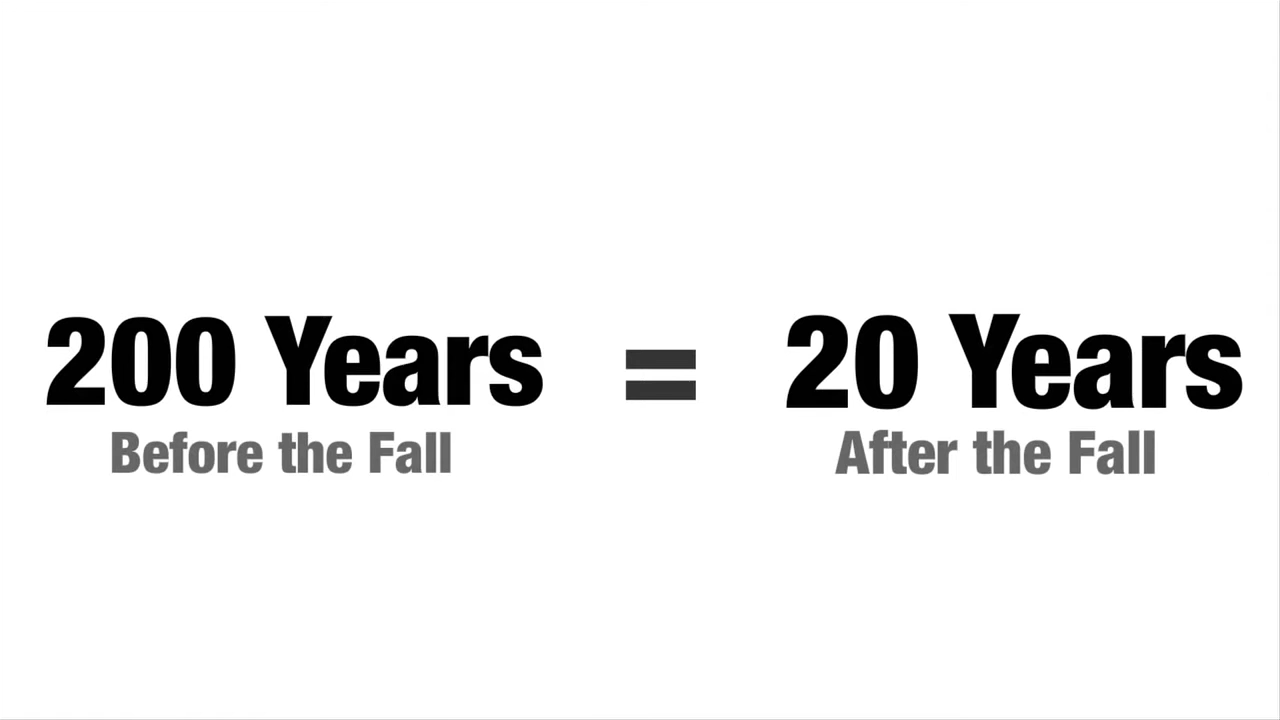 200 Years = 20 Years
Before the Fall After the Fall